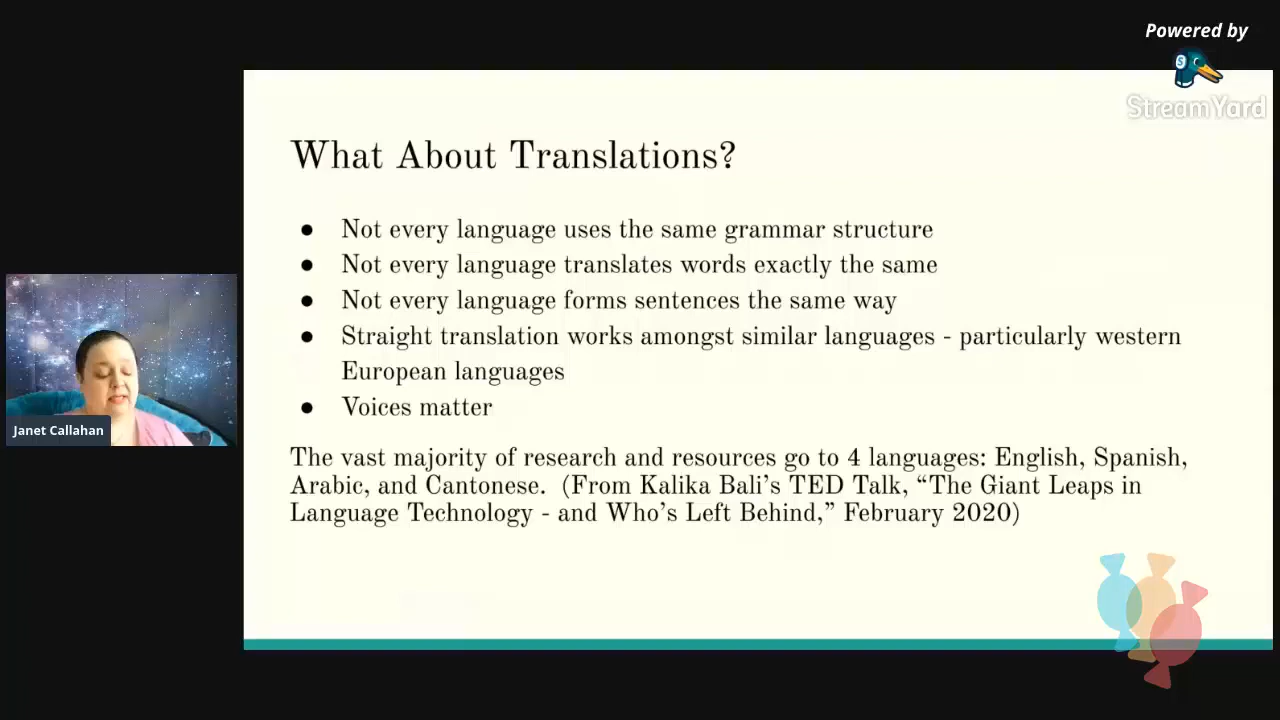 Powered by
StreamYard
What About Translations?
● Not every language uses the same grammar structure
● Not every language translates words exactly the same
● Not every language forms sentences the same way
● Straight translation works amongst similar languages - particularly western
European languages
● Voices matter
The vast majority of research and resources go to 4 languages: English, Spanish,
Arabic, and Cantonese. (From Kalika Bali's TED Talk, “The Giant Leaps in
Language Technology - and Who's Left Behind,” February 2020)
Janet Callahan